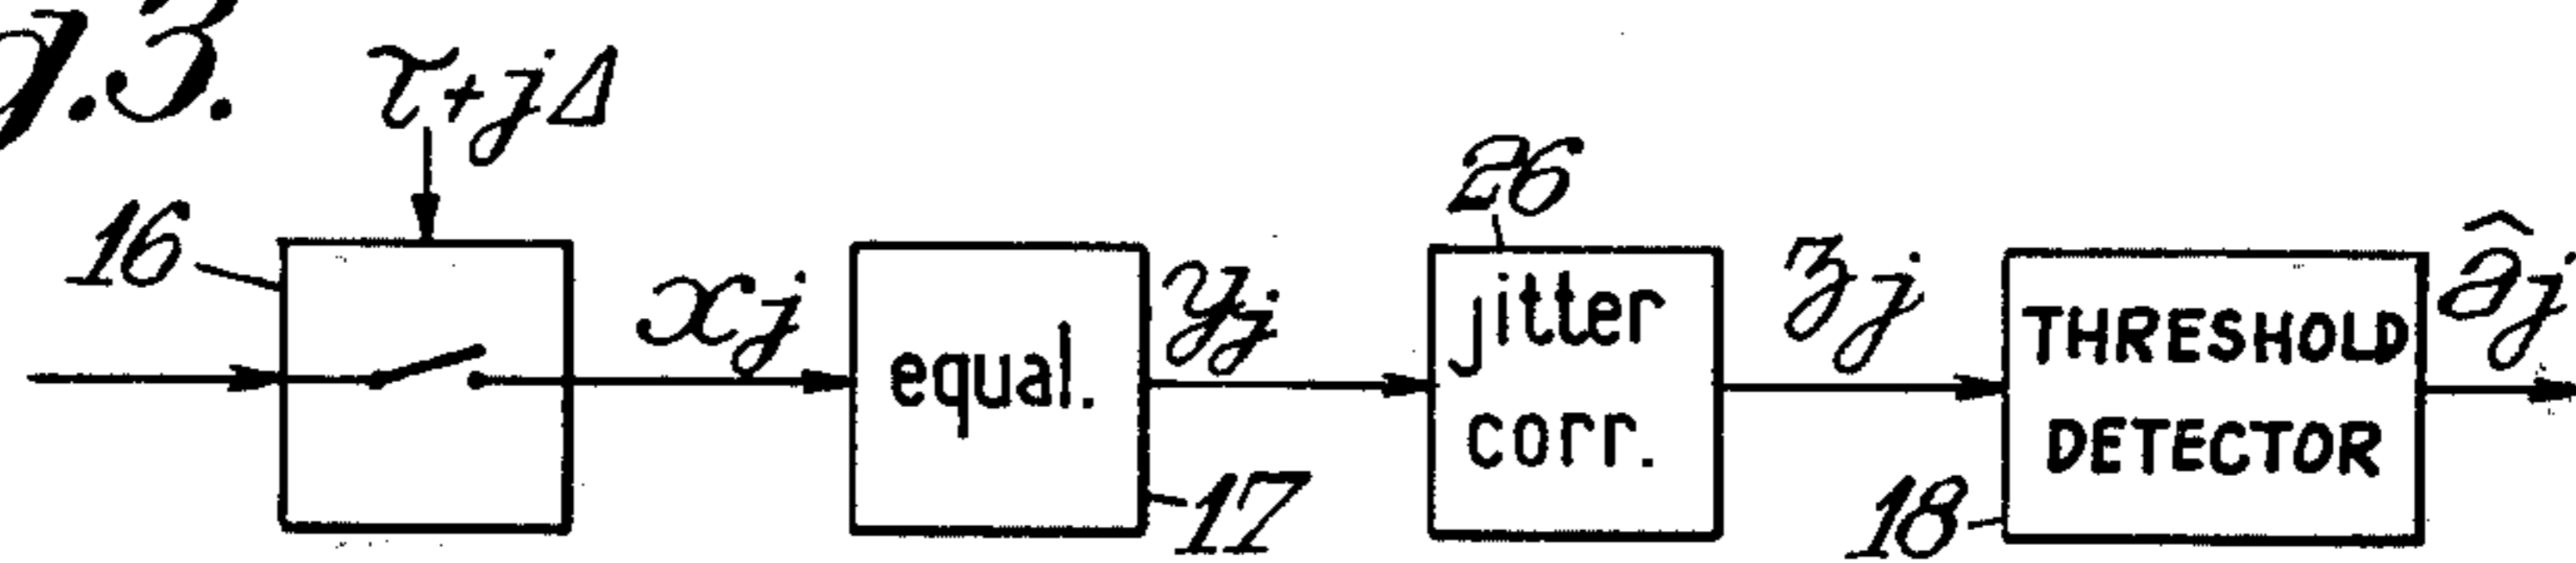 g.3.
τ+jΔ
16
xj
equal.
17
yj
26
jitter
corr.
zj
THRESHOLD
DETECTOR
18
âj